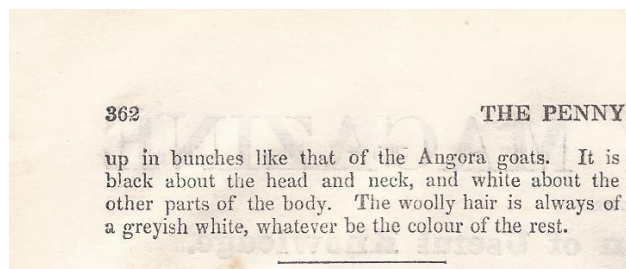 362 THE PENNY
up in bunches like that of the Angora goats. It is
black about the head and neck, and white about the
other parts of the body. The woolly hair is always of
a greyish white, whatever be the colour of the rest.